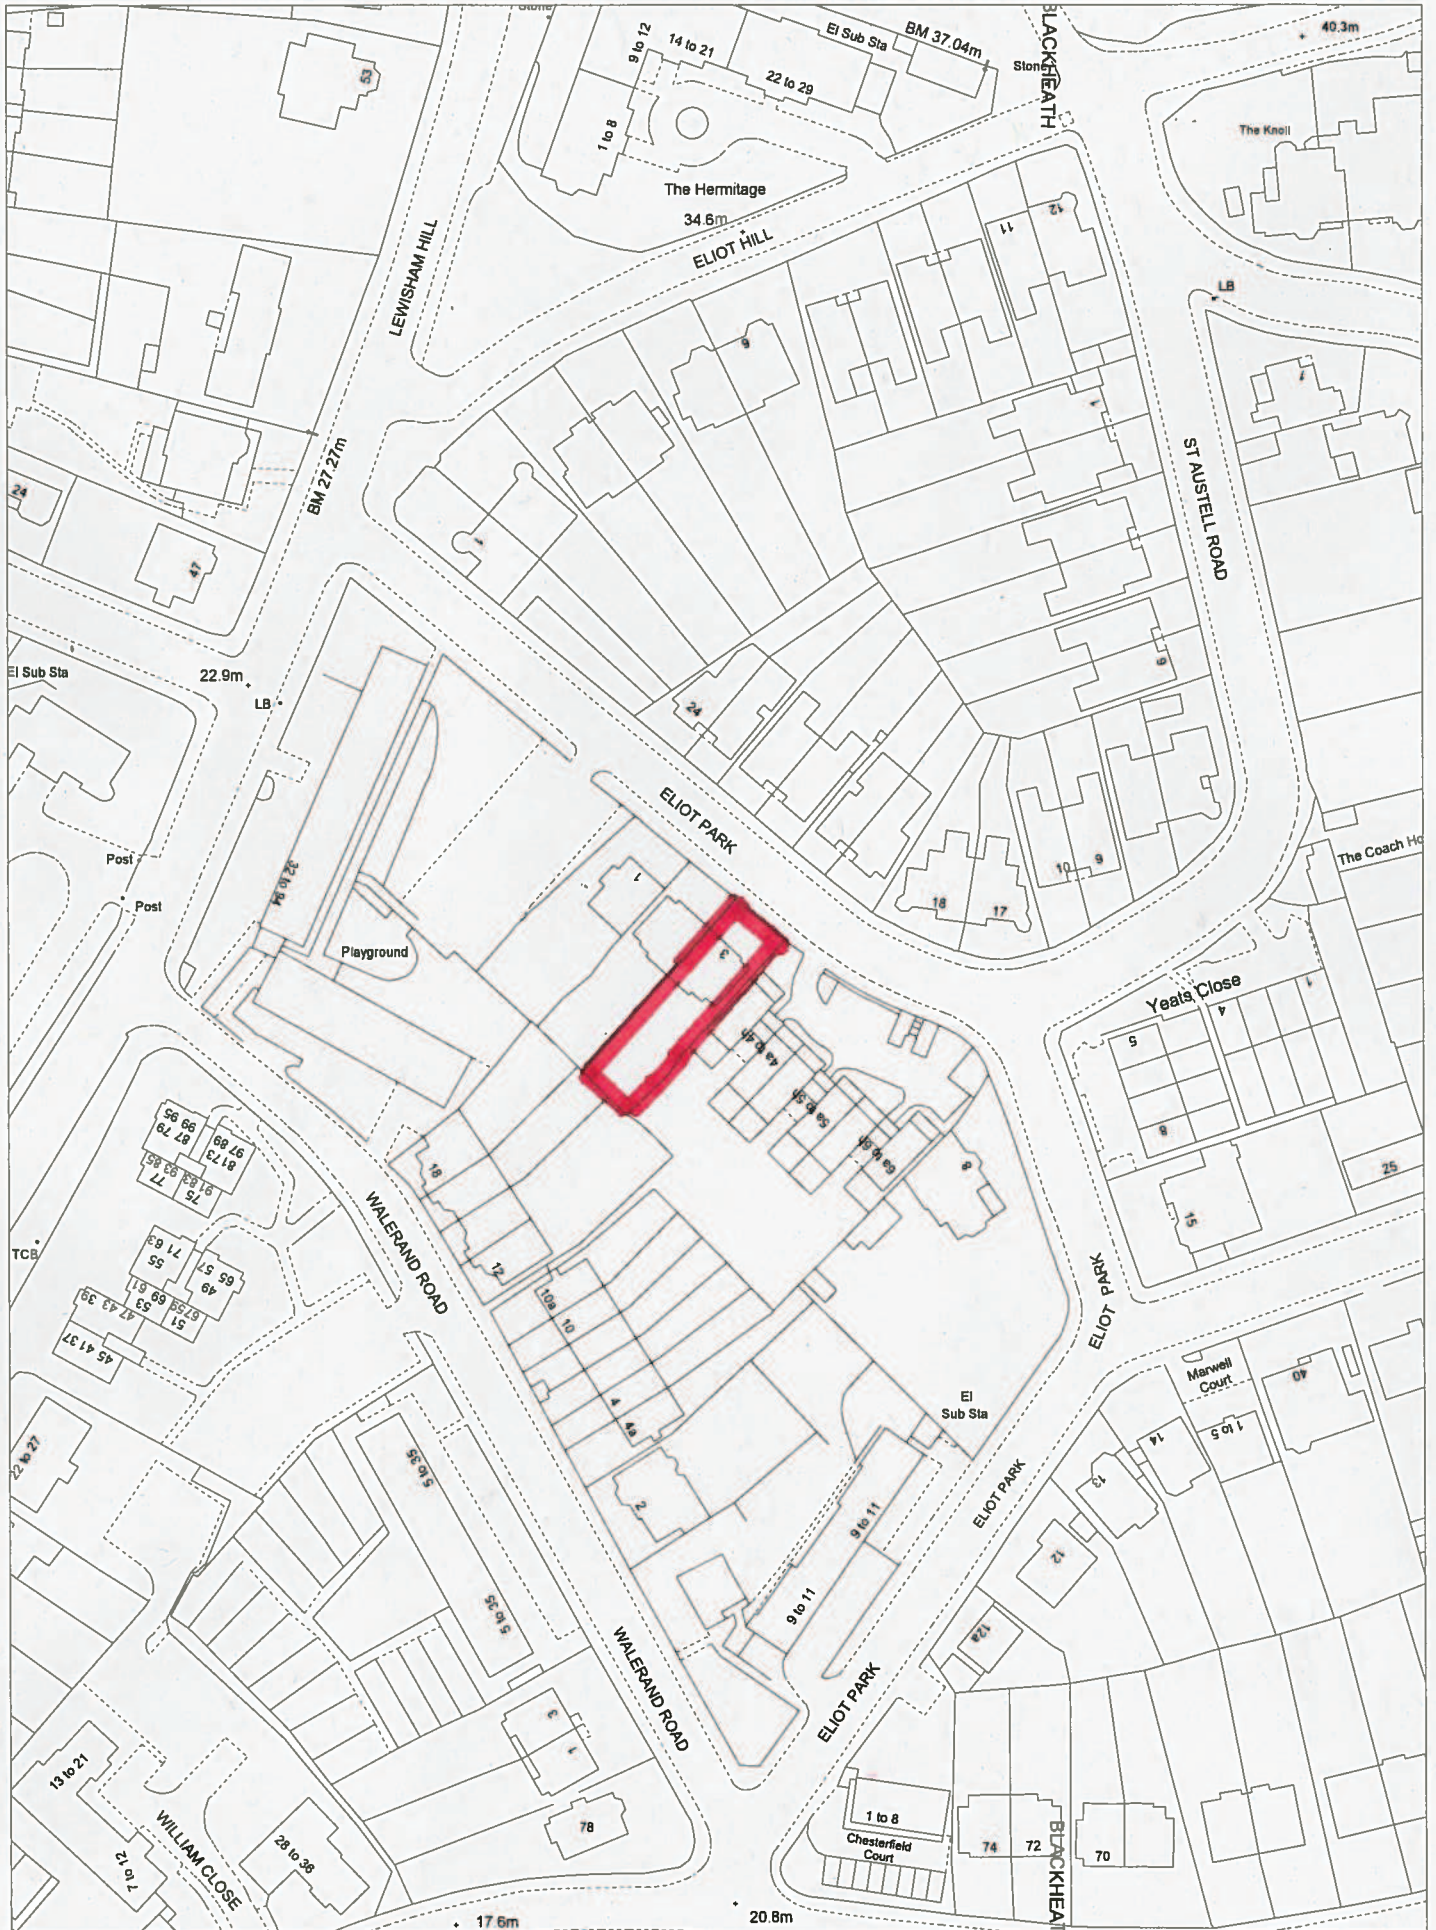 Stone
53
9 to 12
14 to 21
22 to 29
1 to 8
El Sub Sta
BM 37.04m
Stone
BLACKHEATH
40.3m
The Knoll
The Hermitage
34.6m
ELIOT HILL
LEWISHAM HILL
11
12
LB
1
6
1
ST AUSTELL ROAD
BM 27.27m
24
47
1
9
El Sub Sta
22.9m
LB
24
ELIOT PARK
The Coach Ho
Post
Post
32 to 94
Playground
1
3
18
17
10
9
Yeats Close
1
4
5
8
4a to 4h
5a to 5h
6a to 6h
8
25
15
87 79
99 95
8173
97 89
77
93 85
75
91 83
18
12
WALERAND ROAD
TCB
71 63
55
65 57
49
69 61
53
6759
51
47 43 39
45 41 37
10a
10
4
4a
2
ELIOT PARK
Marwell
Court
40
1 to 5
14
13
12
12a
El
Sub Sta
ELIOT PARK
22 to 27
5 to 35
5 to 35
9 to 11
9 to 11
WALERAND ROAD
ELIOT PARK
3
1
78
13 to 21
7 to 12
WILLIAM CLOSE
28 to 36
1 to 8
Chesterfield
Court
74
72
70
BLACKHEAT
17.6m
20.8m